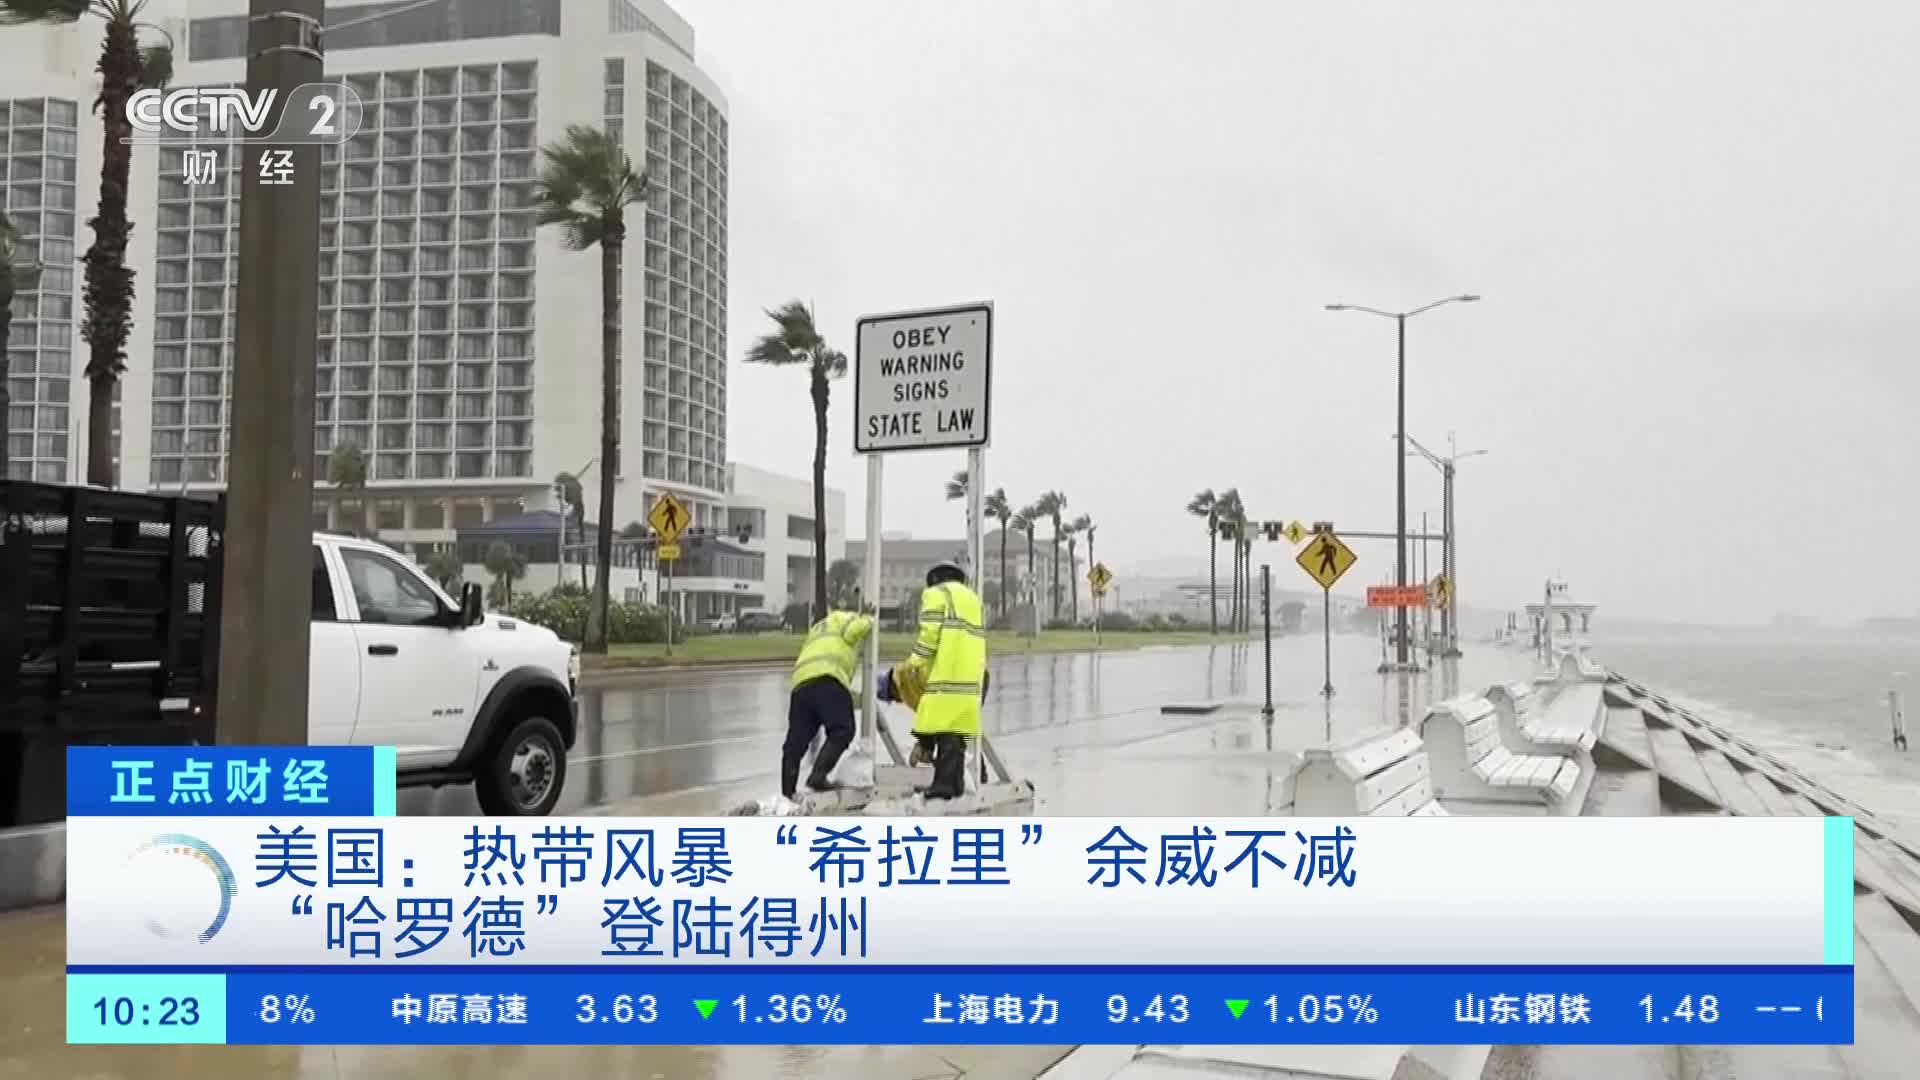 CCTV 2
财 经
OBEY
WARNING
SIGNS
STATE LAW
RAM
正点财经
美国：热带风暴“希拉里”余威不减
“哈罗德”登陆得州
10:23
8% 中原高速 3.63 ▼1.36% 上海电力 9.43 ▼1.05% 山东钢铁 1.48 --